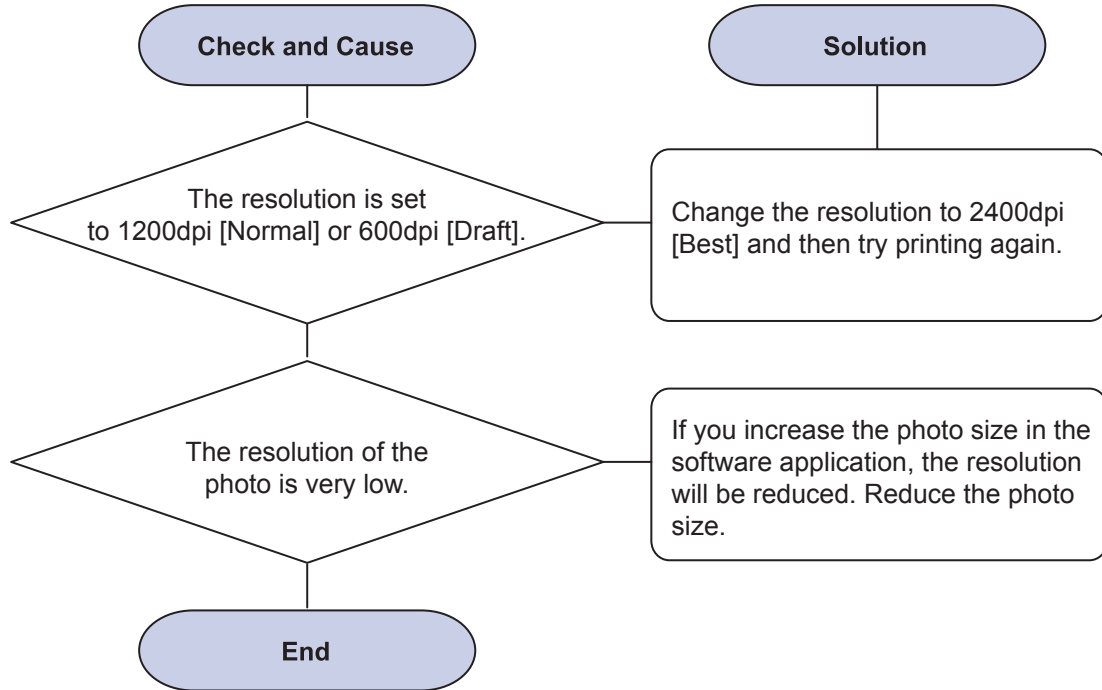 Check and Cause
Solution
The resolution is set
to 1200dpi [Normal] or 600dpi [Draft].
Change the resolution to 2400dpi
[Best] and then try printing again.
The resolution of the
photo is very low.
If you increase the photo size in the
software application, the resolution
will be reduced. Reduce the photo
size.
End